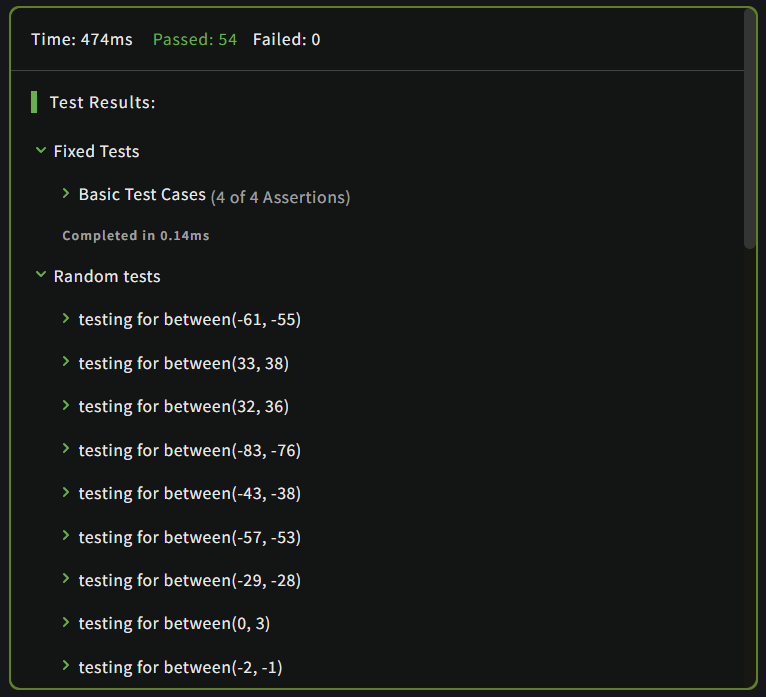 Time: 474ms Passed: 54 Failed: 0
Test Results:
Fixed Tests
Basic Test Cases (4 of 4 Assertions)
Completed in 0.14ms
Random tests
testing for between(-61, -55)
testing for between(33, 38)
testing for between(32, 36)
testing for between(-83, -76)
testing for between(-43, -38)
testing for between(-57, -53)
testing for between(-29, -28)
testing for between(0, 3)
testing for between(-2, -1)